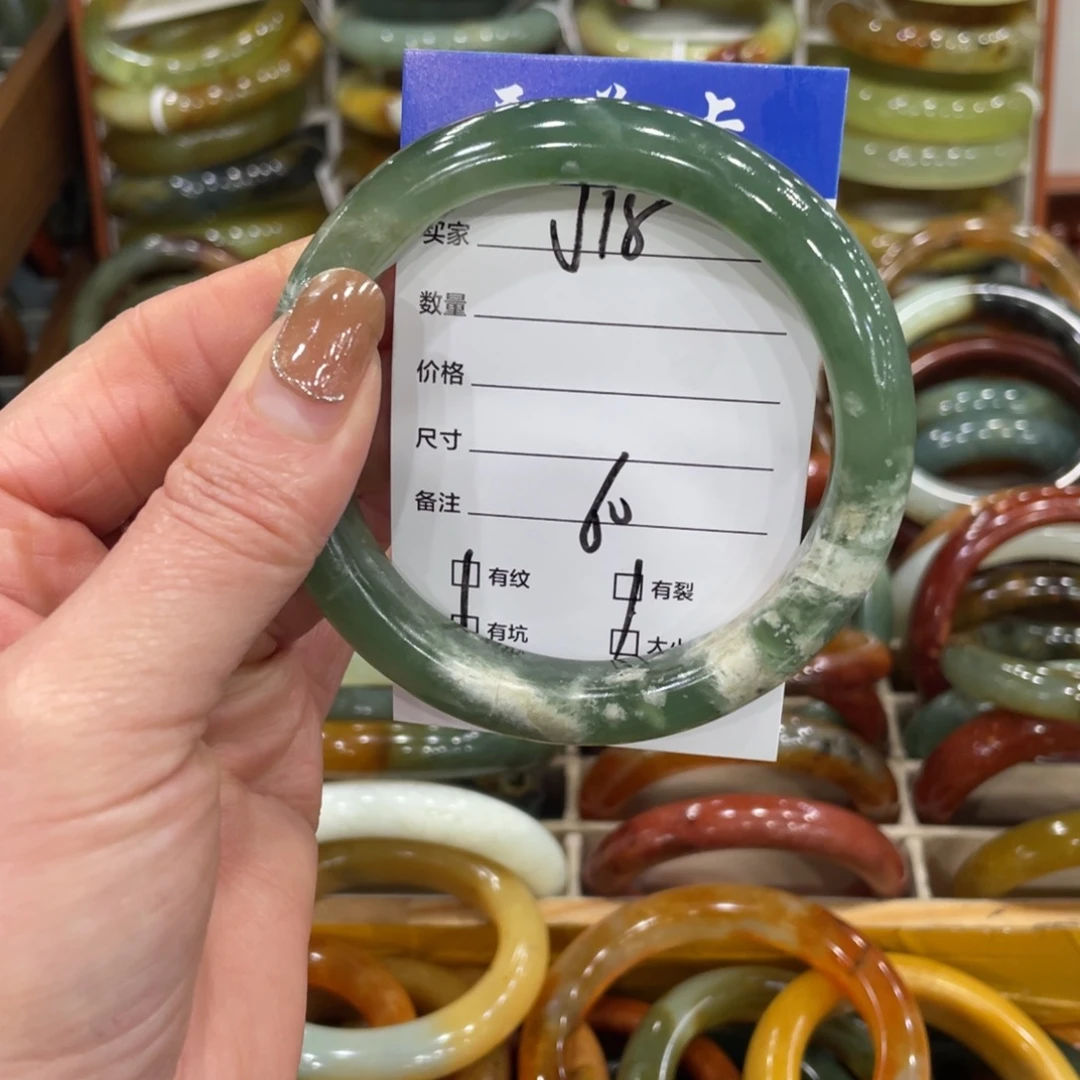 买家 J18
数量
价格
尺寸
备注 60
有纹 有裂
有坑